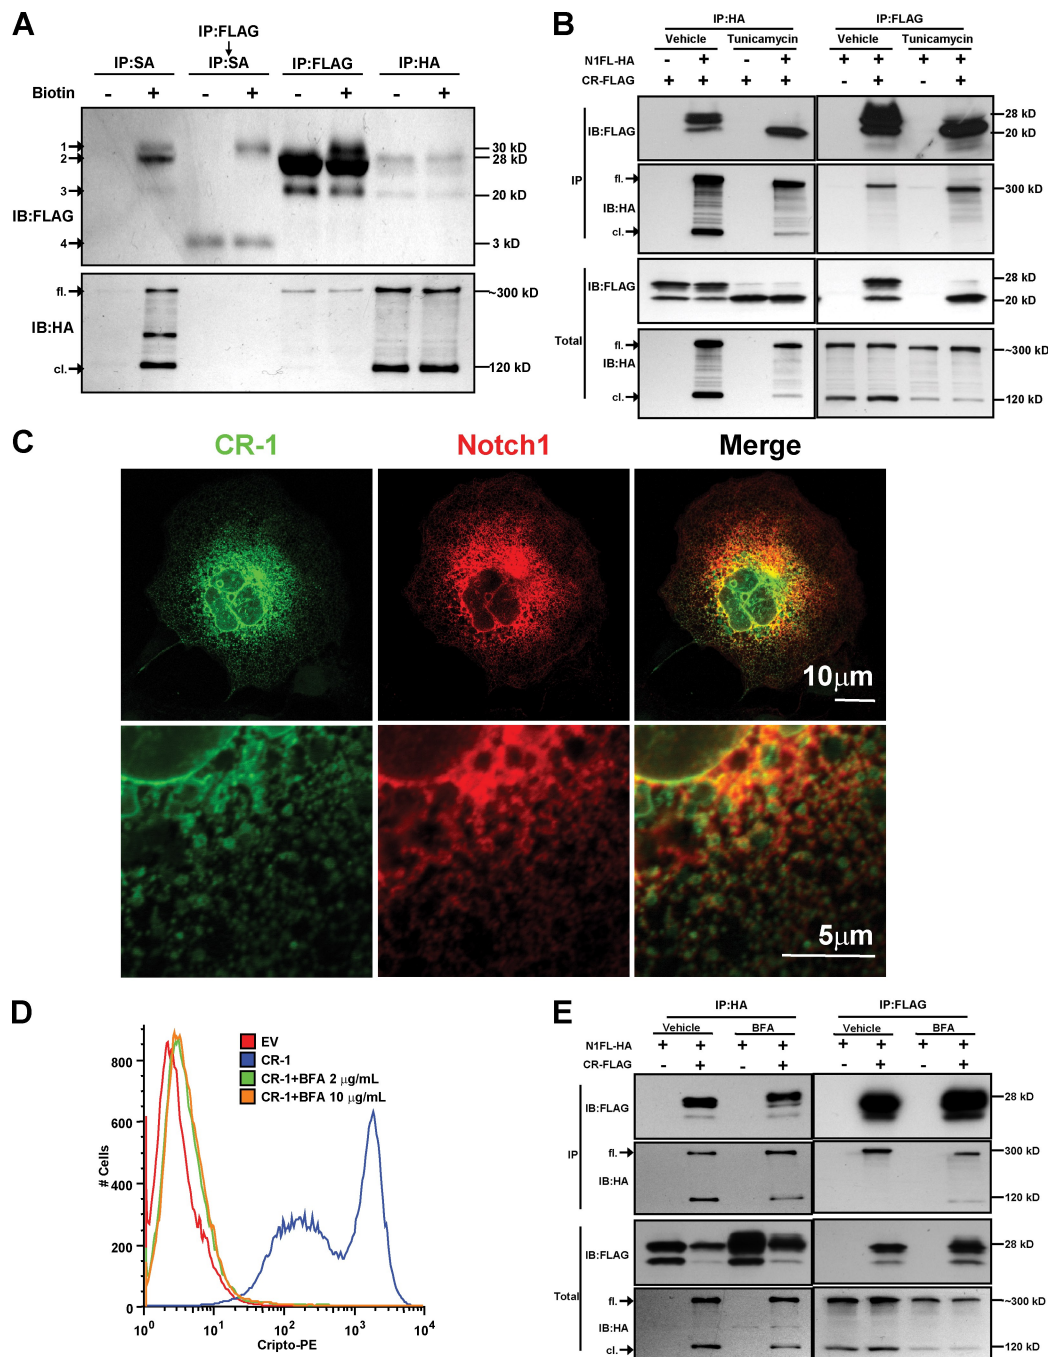 A
IP:FLAG
IP:SA IP:SA IP:FLAG IP:HA
Biotin - + - + - + - +
1 30 kD
2 28 kD
3 20 kD
IB:FLAG
4 3 kD
fl. ~300 kD
IB:HA
cl. 120 kD
B
IP:HA IP:FLAG
Vehicle Tunicamycin Vehicle Tunicamycin
N1FL-HA - + - + + + + +
CR-FLAG + + + + - + - +
IP
IB:FLAG 28 kD
20 kD
fl. 300 kD
IB:HA
cl.
Total
IB:FLAG 28 kD
20 kD
fl. ~300 kD
IB:HA
cl. 120 kD
C
CR-1 Notch1 Merge
10μm
5μm
D
EV
CR-1
CR-1+BFA 2 μg/mL
CR-1+BFA 10 μg/mL
# Cells
800
600
400
200
0
10⁰ 10¹ 10² 10³ 10⁴
Cripto-PE
E
IP:HA IP:FLAG
Vehicle BFA Vehicle BFA
N1FL-HA + + + + + + + +
CR-FLAG - + - + - + - +
IP
IB:FLAG 28 kD
fl. 300 kD
IB:HA
120 kD
Total
IB:FLAG 28 kD
fl. ~300 kD
IB:HA
cl. 120 kD